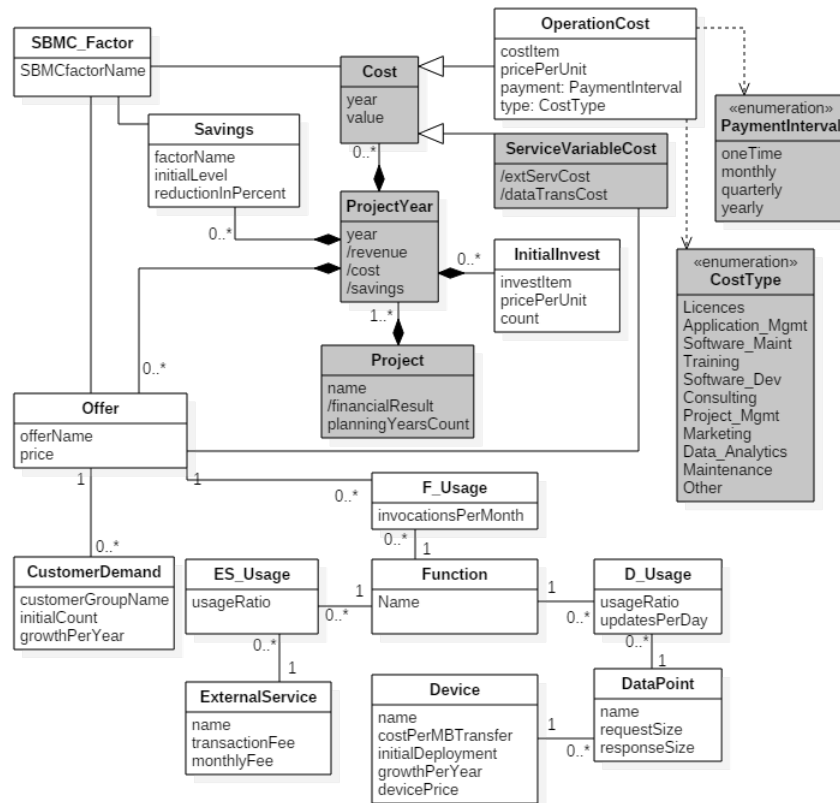 SBMC_Factor
SBMCfactorName
Cost
year
value
OperationCost
costItem
pricePerUnit
payment: PaymentInterval
type: CostType
«enumeration»
PaymentInterval
oneTime
monthly
quarterly
yearly
Savings
factorName
initialLevel
reductionInPercent
0..*
ServiceVariableCost
/extServCost
/dataTransCost
0..*
ProjectYear
year
/revenue
/cost
/savings
0..*
InitialInvest
investItem
pricePerUnit
count
«enumeration»
CostType
Licences
Application_Mgmt
Software_Maint
Training
Software_Dev
Consulting
Project_Mgmt
Marketing
Data_Analytics
Maintenance
Other
1..*
Project
name
/financialResult
planningYearsCount
0..*
Offer
offerName
price
1
1
0..*
F_Usage
invocationsPerMonth
0..*
1
0..*
CustomerDemand
customerGroupName
initialCount
growthPerYear
ES_Usage
usageRatio
1
0..*
Function
Name
1
0..*
D_Usage
usageRatio
updatesPerDay
0..*
1
0..*
1
ExternalService
name
transactionFee
monthlyFee
Device
name
costPerMBTransfer
initialDeployment
growthPerYear
devicePrice
1
0..*
DataPoint
name
requestSize
responseSize